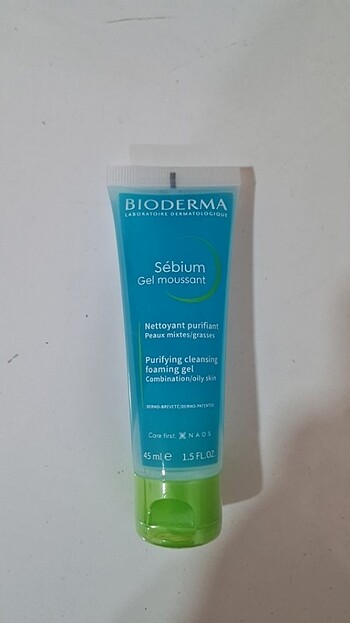 BIODERMA
LABORATOIRE DERMATOLOGIQUE
Sébium
Gel moussant
Nettoyant purifiant
Peaux mixtes/grasses
Purifying cleansing
foaming gel
Combination/oily skin
DERMO-BREVETÉ/DERMO-PATENTED
Care first. NAOS
45 ml e 1.5 FL.OZ.